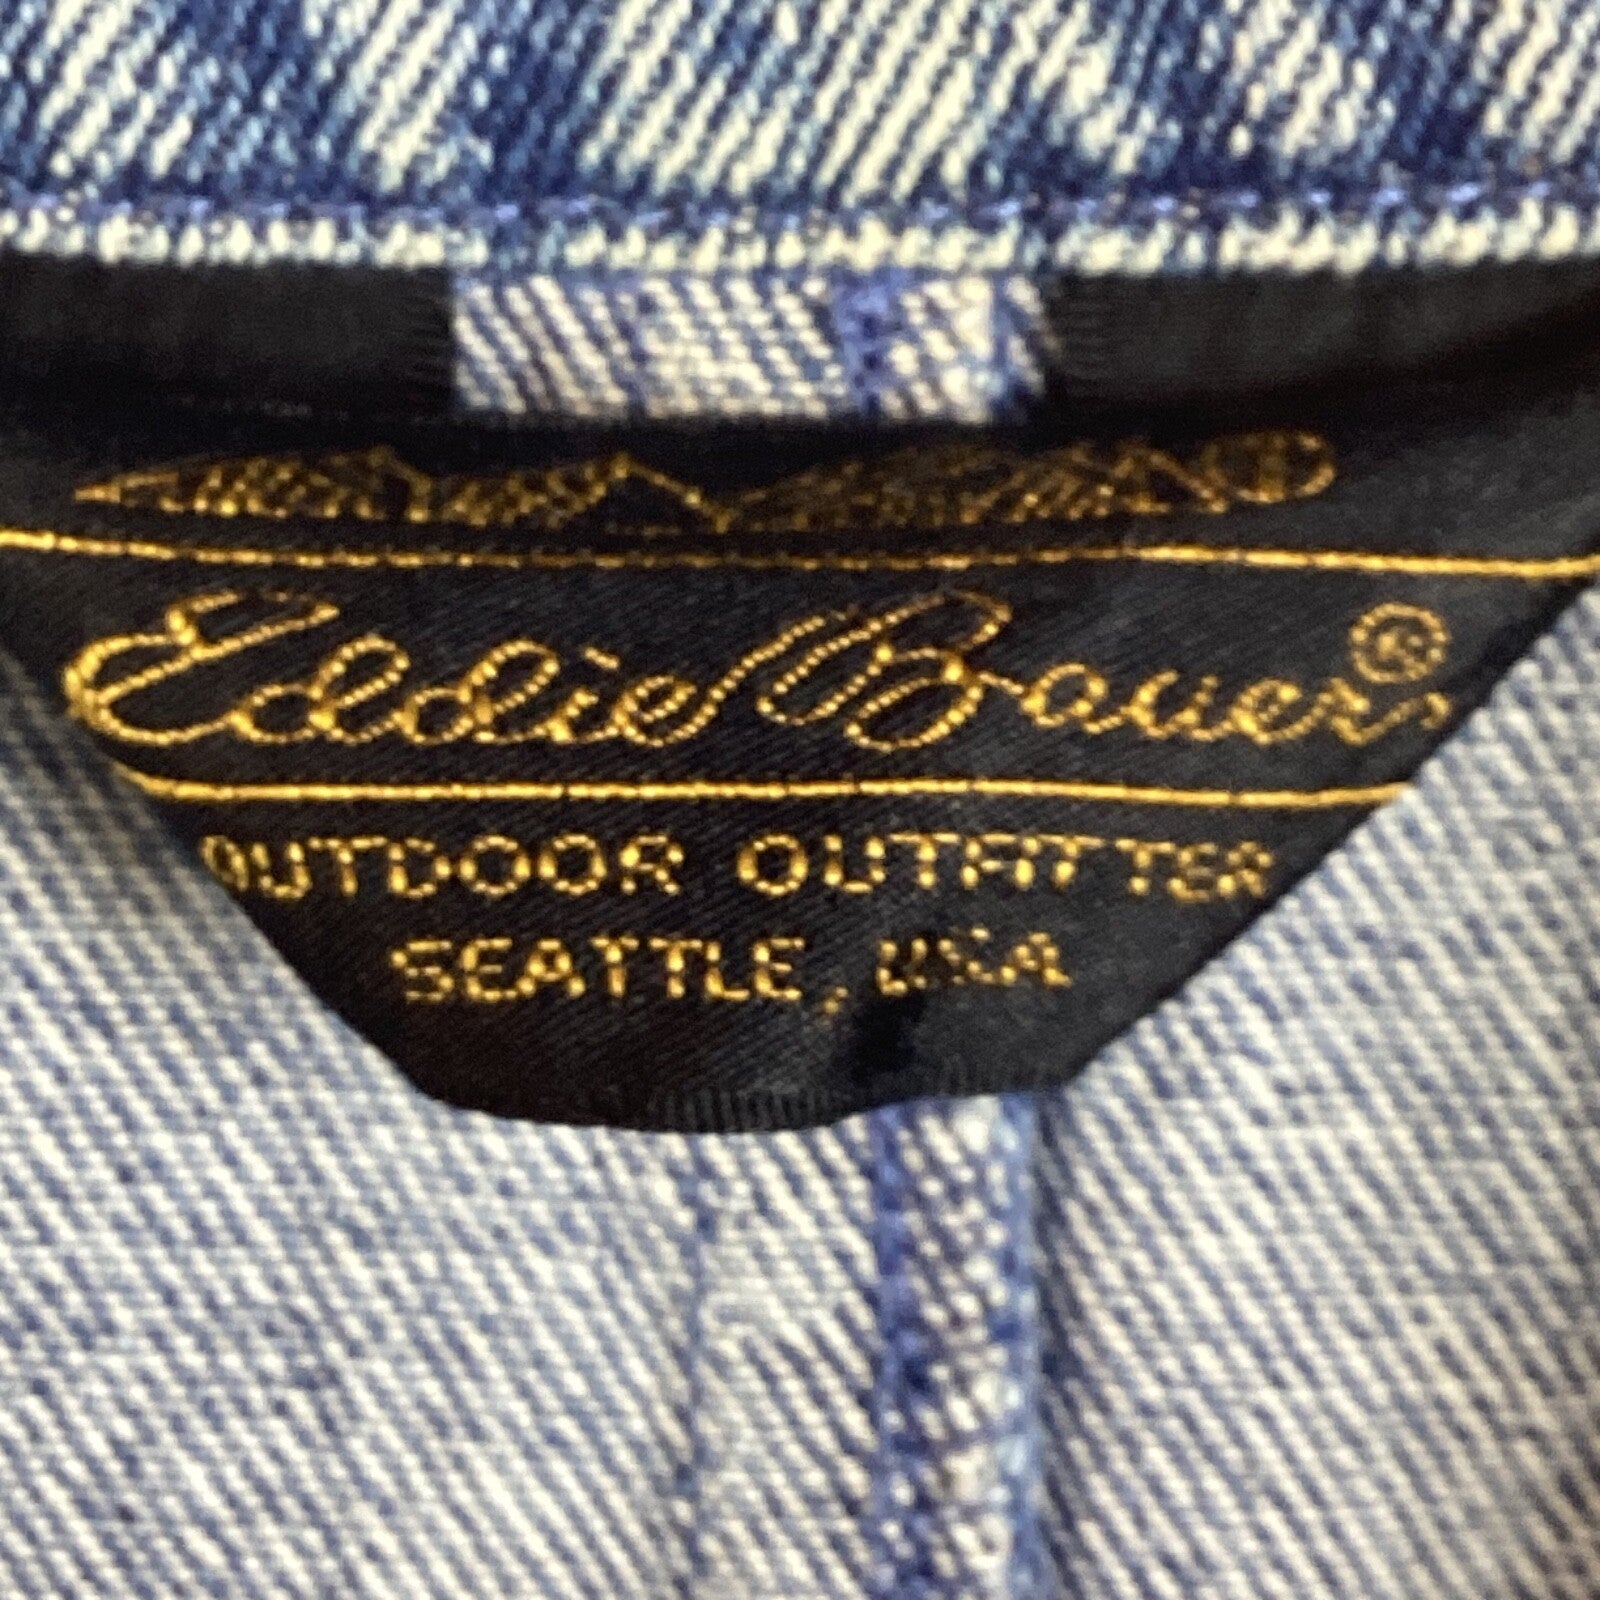 Eddie Bauer®
OUTDOOR OUTFITTER
SEATTLE, USA